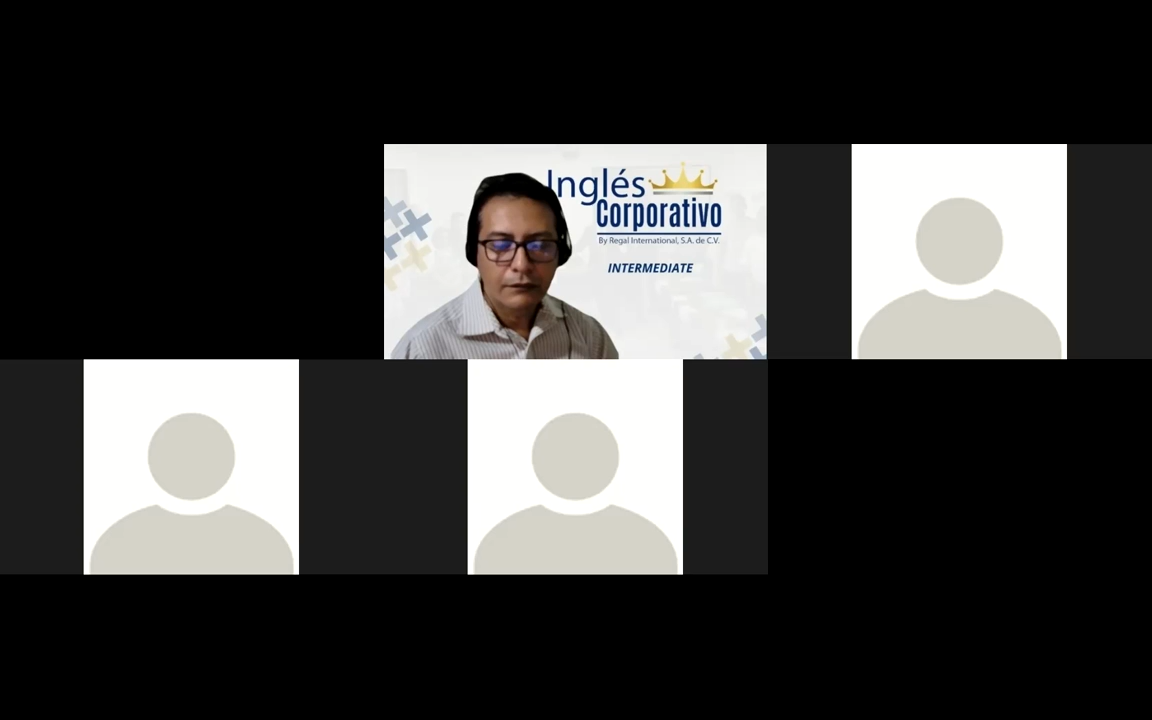 Inglés
Corporativo
By Regal International, S.A. de C.V.
INTERMEDIATE